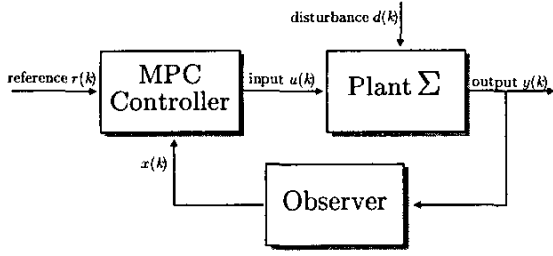 disturbance d(k)
reference r(k)
MPC
Controller
input u(k)
Plant Σ
output y(k)
x(k)
Observer